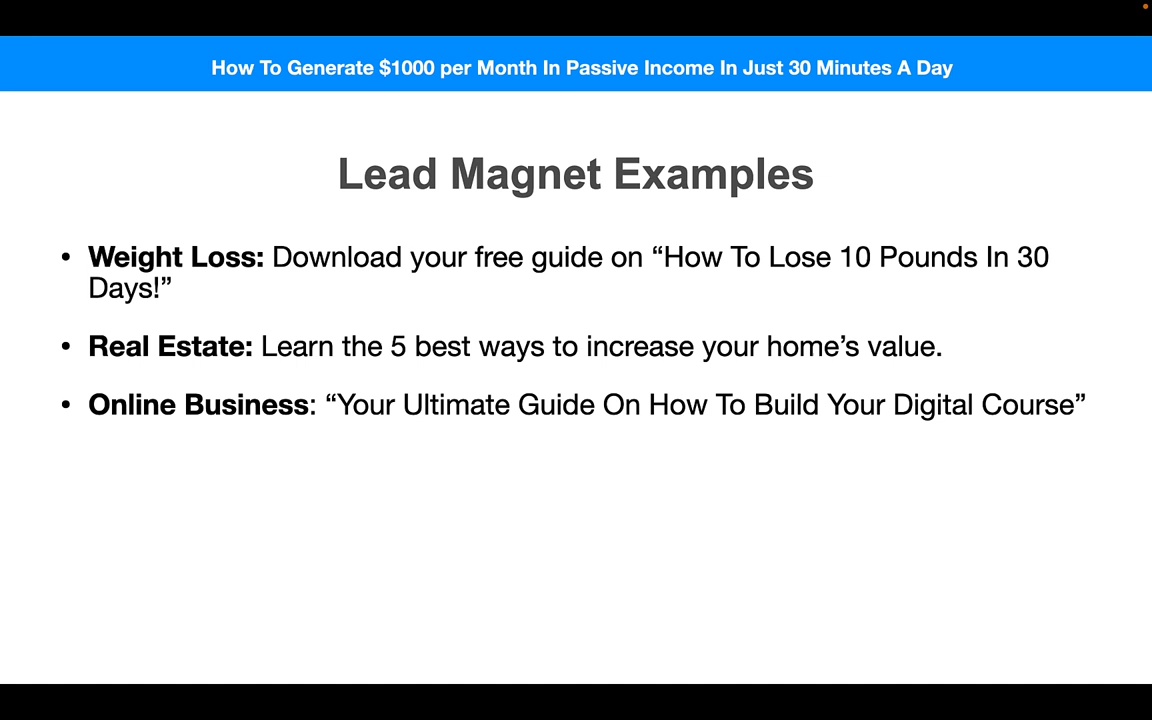 How To Generate $1000 per Month In Passive Income In Just 30 Minutes A Day
Lead Magnet Examples
• Weight Loss: Download your free guide on “How To Lose 10 Pounds In 30
Days!”
• Real Estate: Learn the 5 best ways to increase your home’s value.
• Online Business: “Your Ultimate Guide On How To Build Your Digital Course”